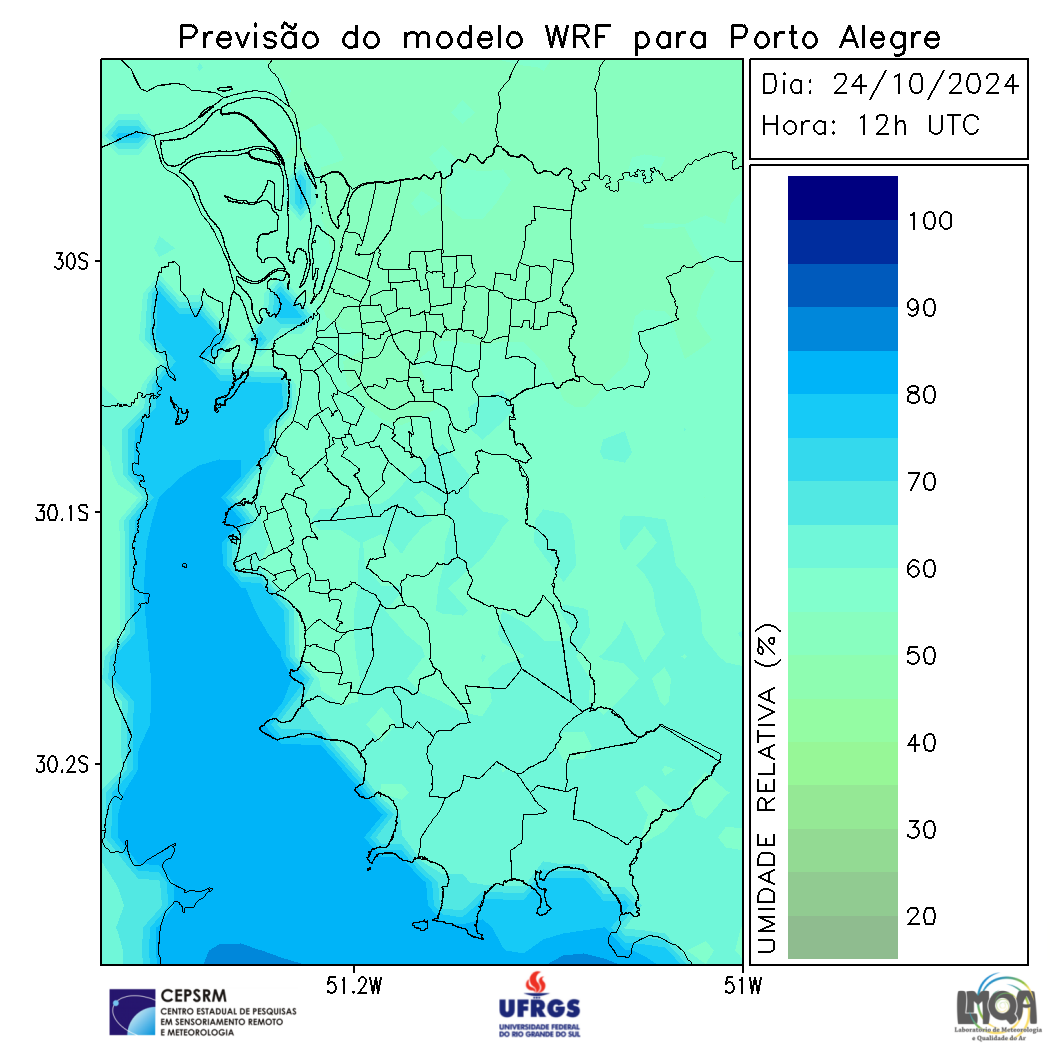 Previsão do modelo WRF para Porto Alegre
Dia: 24/10/2024
Hora: 12h UTC
100
90
80
70
60
50
40
30
20
UMIDADE RELATIVA (%)
30S
30.1S
30.2S
51.2W
51W
CEPSRM
CENTRO ESTADUAL DE PESQUISAS
EM SENSORIAMENTO REMOTO
E METEOROLOGIA
UFRGS
UNIVERSIDADE FEDERAL
DO RIO GRANDE DO SUL
LMQA
Laboratório de Meteorologia
e Qualidade do Ar